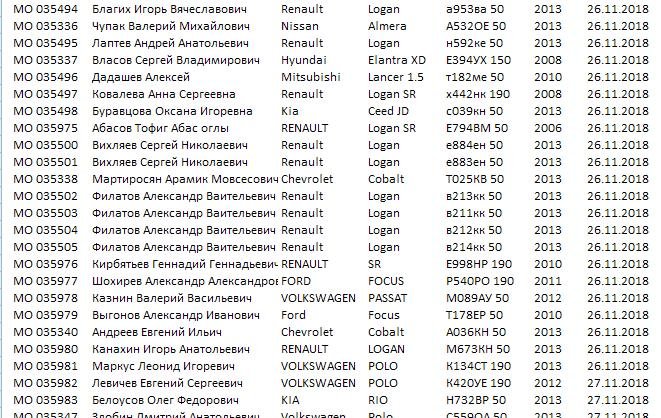 МО 035494 Благих Игорь Вячеславович Renault Logan а953ва 50 2013 26.11.2018
МО 035336 Чупак Валерий Михайлович Nissan Almera А532ОЕ 50 2013 26.11.2018
МО 035495 Лаптев Андрей Анатольевич Renault Logan н592ке 50 2013 26.11.2018
МО 035337 Власов Сергей Владимирович Hyundai Elantra XD Е394УХ 150 2008 26.11.2018
МО 035496 Дадашев Алексей Mitsubishi Lancer 1.5 т182ме 50 2010 26.11.2018
МО 035497 Ковалева Анна Сергеевна Renault Logan SR х442нк 190 2008 26.11.2018
МО 035498 Буравцова Оксана Игоревна Kia Ceed JD с039кн 50 2013 26.11.2018
МО 035975 Абасов Тофиг Абас оглы RENAULT Logan SR Е794ВМ 50 2006 26.11.2018
МО 035500 Вихляев Сергей Николаевич Renault Logan е884ен 50 2013 26.11.2018
МО 035501 Вихляев Сергей Николаевич Renault Logan е883ен 50 2013 26.11.2018
МО 035338 Мартиросян Арамик Мовсесович Chevrolet Cobalt Т025КВ 50 2013 26.11.2018
МО 035502 Филатов Александр Ваительевич Renault Logan в213кк 50 2013 26.11.2018
МО 035503 Филатов Александр Ваительевич Renault Logan в211кк 50 2013 26.11.2018
МО 035504 Филатов Александр Ваительевич Renault Logan в212кк 50 2013 26.11.2018
МО 035505 Филатов Александр Ваительевич Renault Logan в214кк 50 2013 26.11.2018
МО 035976 Кирбятьев Геннадий Геннадьевич RENAULT SR Е998НР 190 2010 26.11.2018
МО 035977 Шохирев Александр Александров FORD FOCUS Р540РО 190 2011 26.11.2018
МО 035978 Казнин Валерий Васильевич VOLKSWAGEN PASSAT М089АУ 50 2012 26.11.2018
МО 035979 Выгонов Александр Иванович Ford Focus Т178ЕР 50 2010 26.11.2018
МО 035340 Андреев Евгений Ильич Chevrolet Cobalt А036КН 50 2013 26.11.2018
МО 035980 Канахин Игорь Анатольевич RENAULT LOGAN М673КН 50 2013 26.11.2018
МО 035981 Маркус Леонид Игоревич VOLKSWAGEN POLO К134СТ 190 2013 26.11.2018
МО 035982 Левичев Евгений Сергеевич VOLKSWAGEN POLO К420УЕ 190 2012 27.11.2018
МО 035983 Белоусов Олег Федорович KIA RIO Н732ВР 50 2013 27.11.2018
МО 035347 Злобин Дмитрий Анатольевич Volkswagen Polo С559ОА 50 2013 27.11.2018